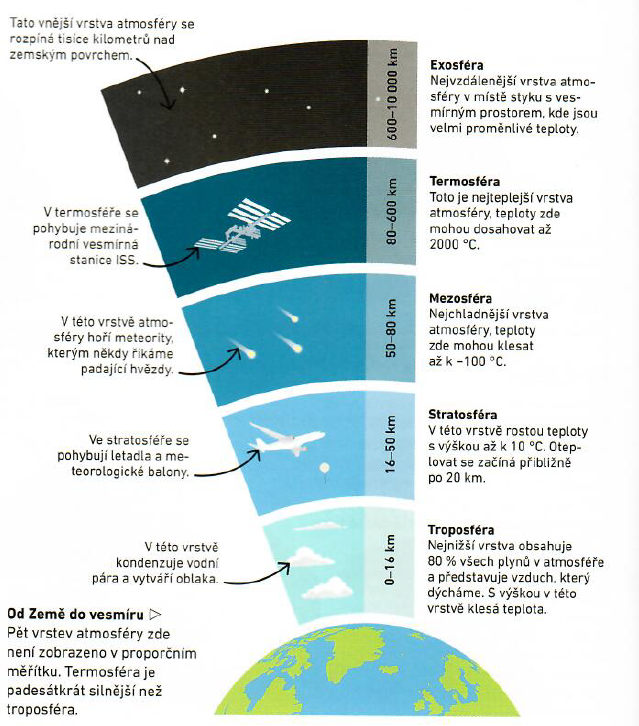 Tato vnější vrstva atmosféry se
rozpíná tisíce kilometrů nad
zemským povrchem.
600–10 000 km
Exosféra
Nejvzdálenější vrstva atmo-
sféry v místě styku s ves-
mírným prostorem, kde jsou
velmi proměnlivé teploty.
V termosféře se
pohybuje meziná-
rodní vesmírná
stanice ISS.
80–600 km
Termosféra
Toto je nejteplejší vrstva
atmosféry, teploty zde
mohou dosahovat až
2000 °C.
V této vrstvě atmo-
sféry hoří meteority,
kterým někdy říkáme
padající hvězdy.
50–80 km
Mezosféra
Nejchladnější vrstva
atmosféry, teploty
zde mohou klesat
až k –100 °C.
Ve stratosféře se
pohybují letadla a me-
teorologické balony.
16–50 km
Stratosféra
V této vrstvě rostou teploty
s výškou až k 10 °C. Otep-
lovat se začíná přibližně
po 20 km.
V této vrstvě
kondenzuje vodní
pára a vytváří oblaka.
0–16 km
Troposféra
Nejnižší vrstva obsahuje
80 % všech plynů v atmosféře
a představuje vzduch, který
dýcháme. S výškou v této
vrstvě klesá teplota.
Od Země do vesmíru ▷
Pět vrstev atmosféry zde
není zobrazeno v proporčním
měřítku. Termosféra je
padesátkrát silnější než
troposféra.